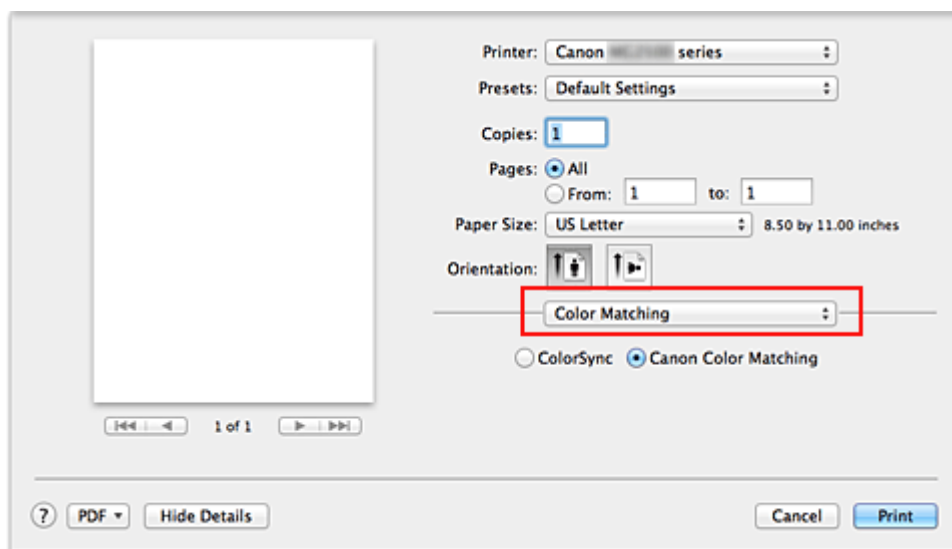 Printer: Canon series
Presets: Default Settings
Copies: 1
Pages: All
From: 1 to: 1
Paper Size: US Letter 8.50 by 11.00 inches
Orientation:
Color Matching
ColorSync Canon Color Matching
1 of 1
? PDF Hide Details Cancel Print